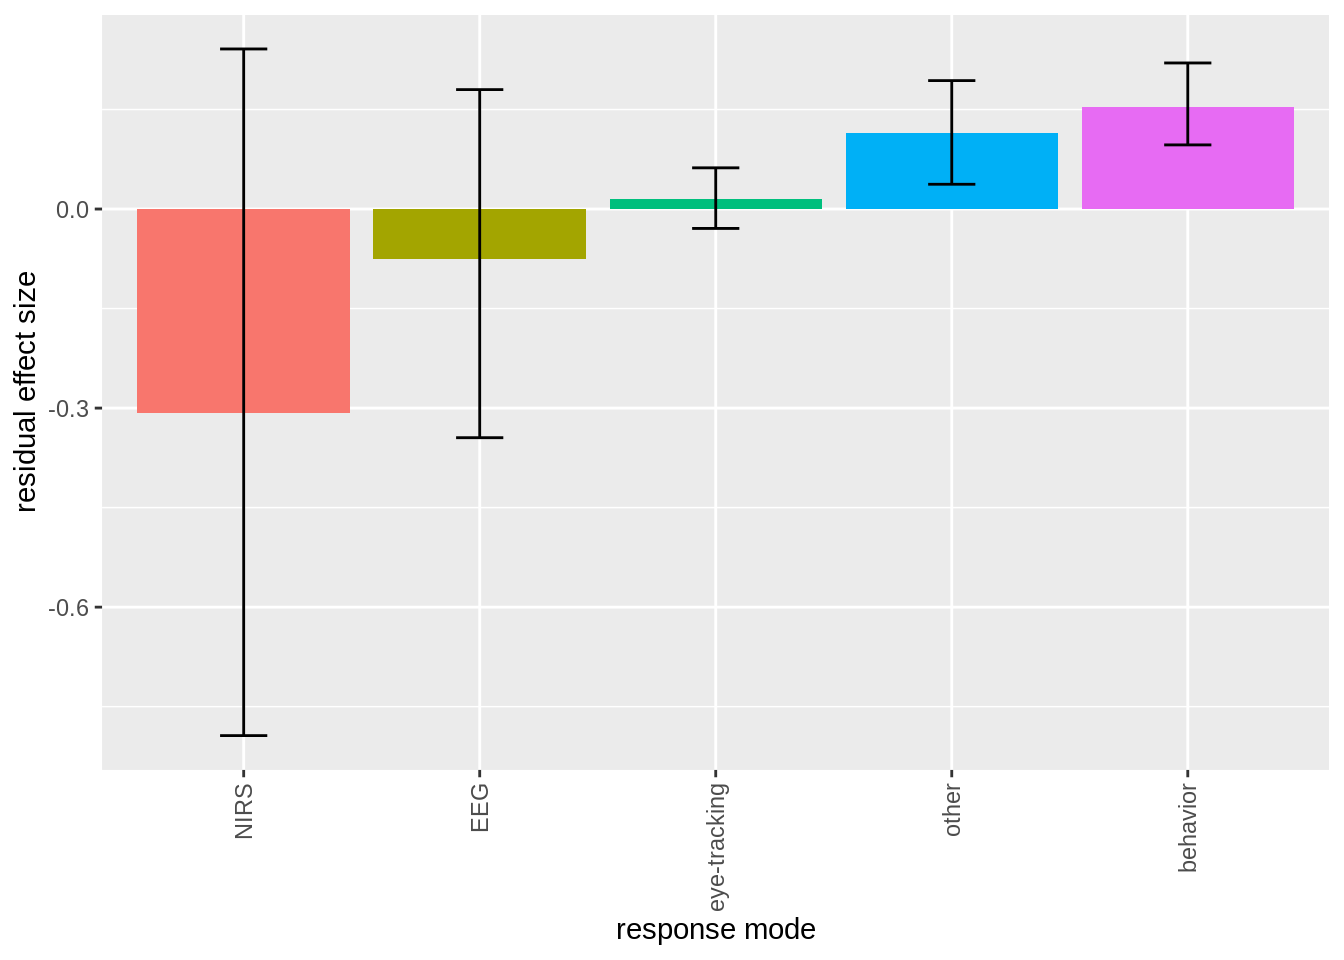 residual effect size
0.0
-0.3
-0.6
NIRS
EEG
eye-tracking
other
behavior
response mode